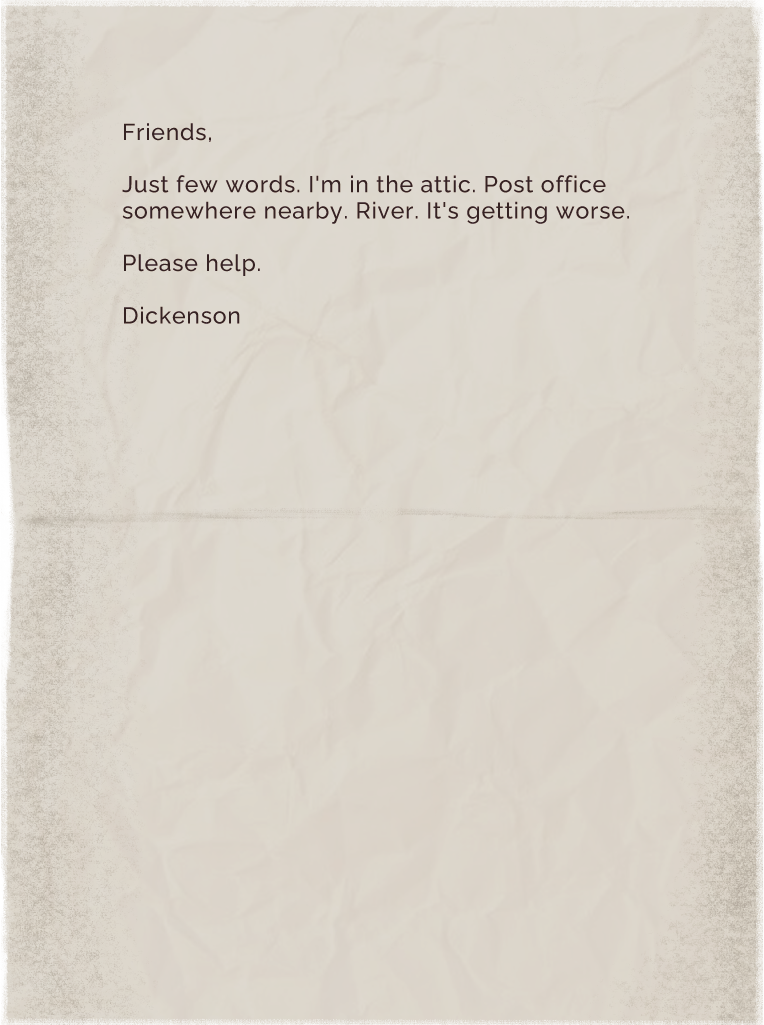 Friends,
Just few words. I'm in the attic. Post office
somewhere nearby. River. It's getting worse.
Please help.
Dickenson